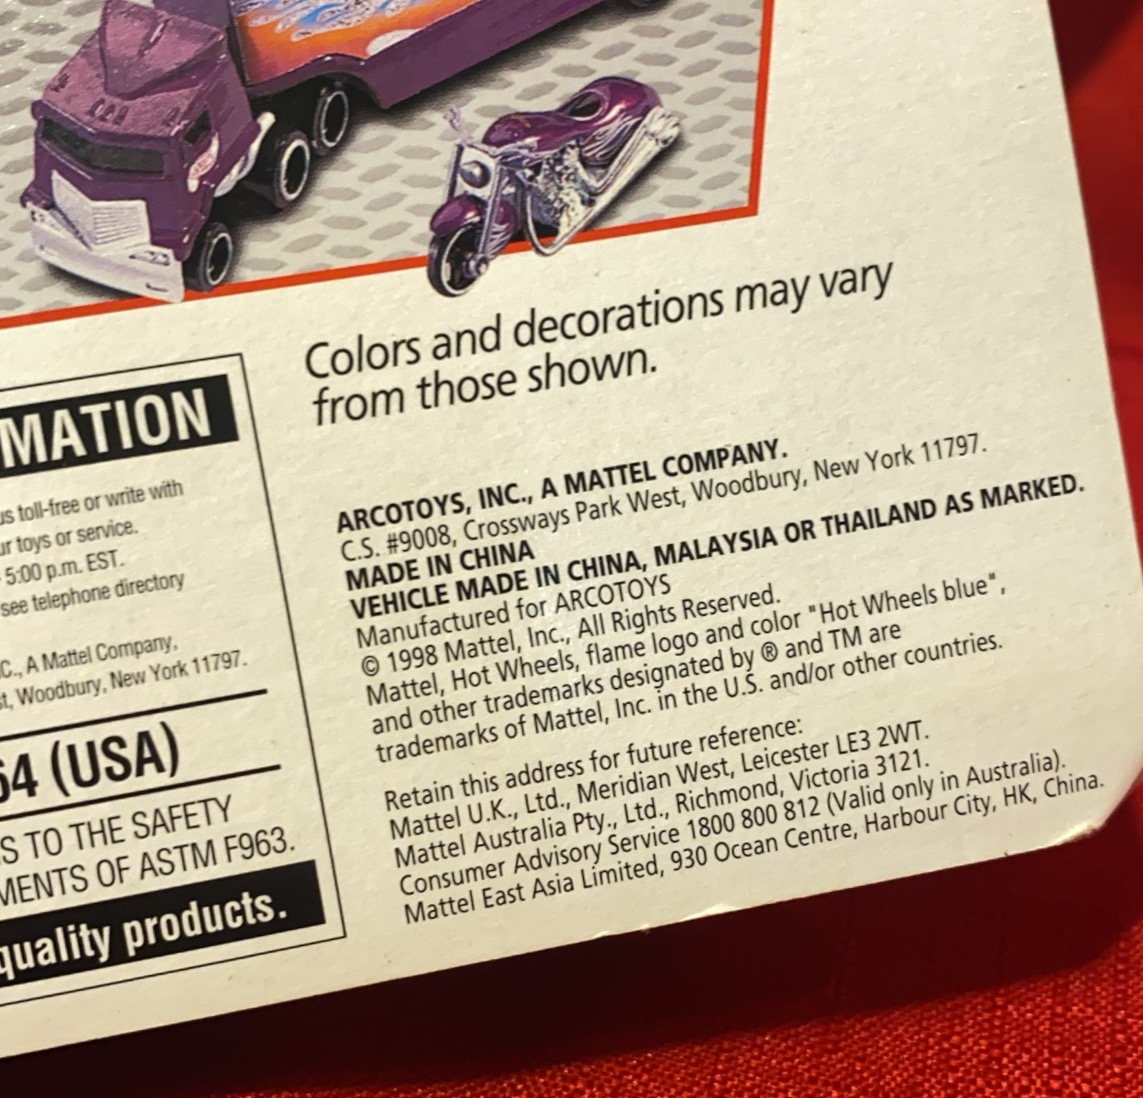 Colors and decorations may vary
from those shown.
MATION
us toll-free or write with
ur toys or service.
5:00 p.m. EST.
see telephone directory
C., A Mattel Company,
st, Woodbury, New York 11797.
64 (USA)
S TO THE SAFETY
MENTS OF ASTM F963.
quality products.
ARCOTOYS, INC., A MATTEL COMPANY.
C.S. #9008, Crossways Park West, Woodbury, New York 11797.
MADE IN CHINA
VEHICLE MADE IN CHINA, MALAYSIA OR THAILAND AS MARKED.
Manufactured for ARCOTOYS
© 1998 Mattel, Inc., All Rights Reserved.
Mattel, Hot Wheels, flame logo and color "Hot Wheels blue",
and other trademarks designated by ® and TM are
trademarks of Mattel, Inc. in the U.S. and/or other countries.
Retain this address for future reference:
Mattel U.K., Ltd., Meridian West, Leicester LE3 2WT.
Mattel Australia Pty., Ltd., Richmond, Victoria 3121.
Consumer Advisory Service 1800 800 812 (Valid only in Australia).
Mattel East Asia Limited, 930 Ocean Centre, Harbour City, HK, China.